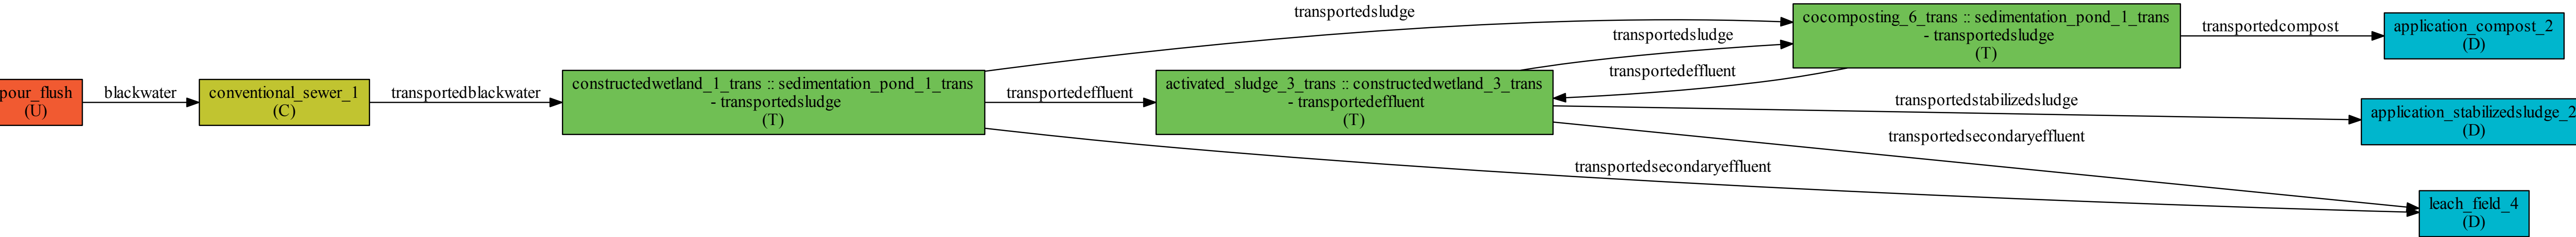 pour_flush
(U)
blackwater
conventional_sewer_1
(C)
transportedblackwater
constructedwetland_1_trans :: sedimentation_pond_1_trans
- transportedsludge
(T)
transportedsludge
transportedeffluent
transportedsecondaryeffluent
activated_sludge_3_trans :: constructedwetland_3_trans
- transportedeffluent
(T)
transportedsludge
transportedeffluent
transportedstabilizedsludge
transportedsecondaryeffluent
cocomposting_6_trans :: sedimentation_pond_1_trans
- transportedsludge
(T)
transportedcompost
application_compost_2
(D)
application_stabilizedsludge_2
(D)
leach_field_4
(D)